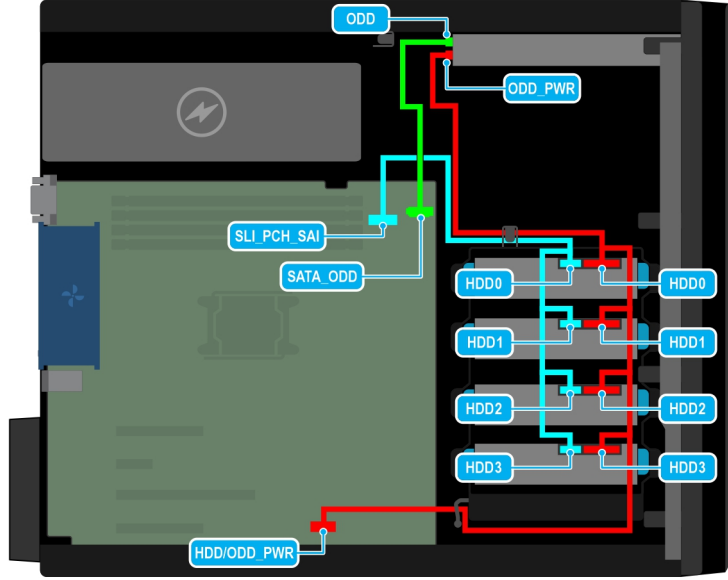 ODD
ODD_PWR
SLI_PCH_SAI
SATA_ODD
HDD0
HDD0
HDD1
HDD1
HDD2
HDD2
HDD3
HDD3
HDD/ODD_PWR